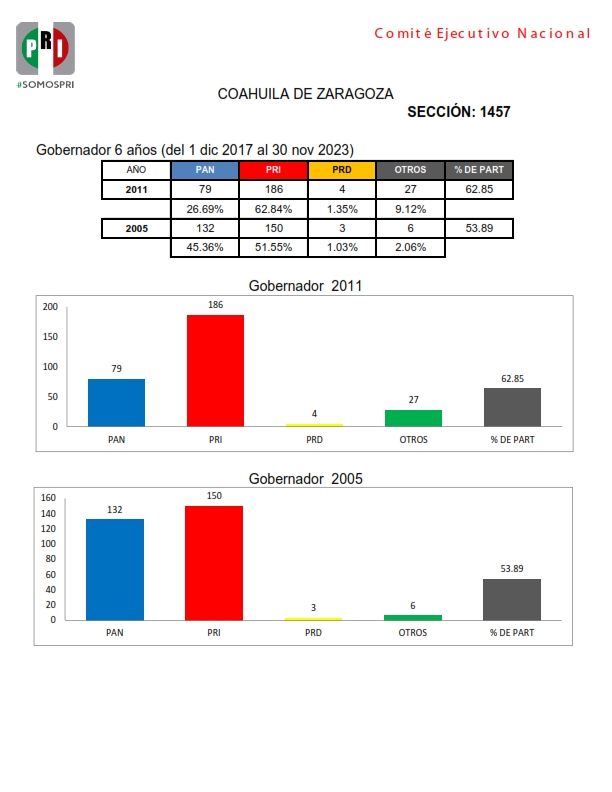 Comité Ejecutivo Nacional
PRI
#SOMOSPRI
COAHUILA DE ZARAGOZA
SECCIÓN: 1457
Gobernador 6 años (del 1 dic 2017 al 30 nov 2023)
AÑO PAN PRI PRD OTROS % DE PART
2011 79 186 4 27 62.85
26.69% 62.84% 1.35% 9.12%
2005 132 150 3 6 53.89
45.36% 51.55% 1.03% 2.06%
Gobernador 2011
200
150
100
50
0
79
186
4
27
62.85
PAN PRI PRD OTROS % DE PART
Gobernador 2005
160
140
120
100
80
60
40
20
0
132
150
3
6
53.89
PAN PRI PRD OTROS % DE PART